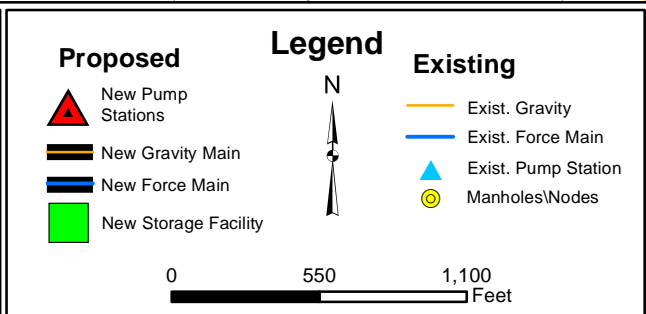 Legend
Proposed
New Pump
Stations
New Gravity Main
New Force Main
New Storage Facility
N
Existing
Exist. Gravity
Exist. Force Main
Exist. Pump Station
Manholes\Nodes
0 550 1,100
Feet